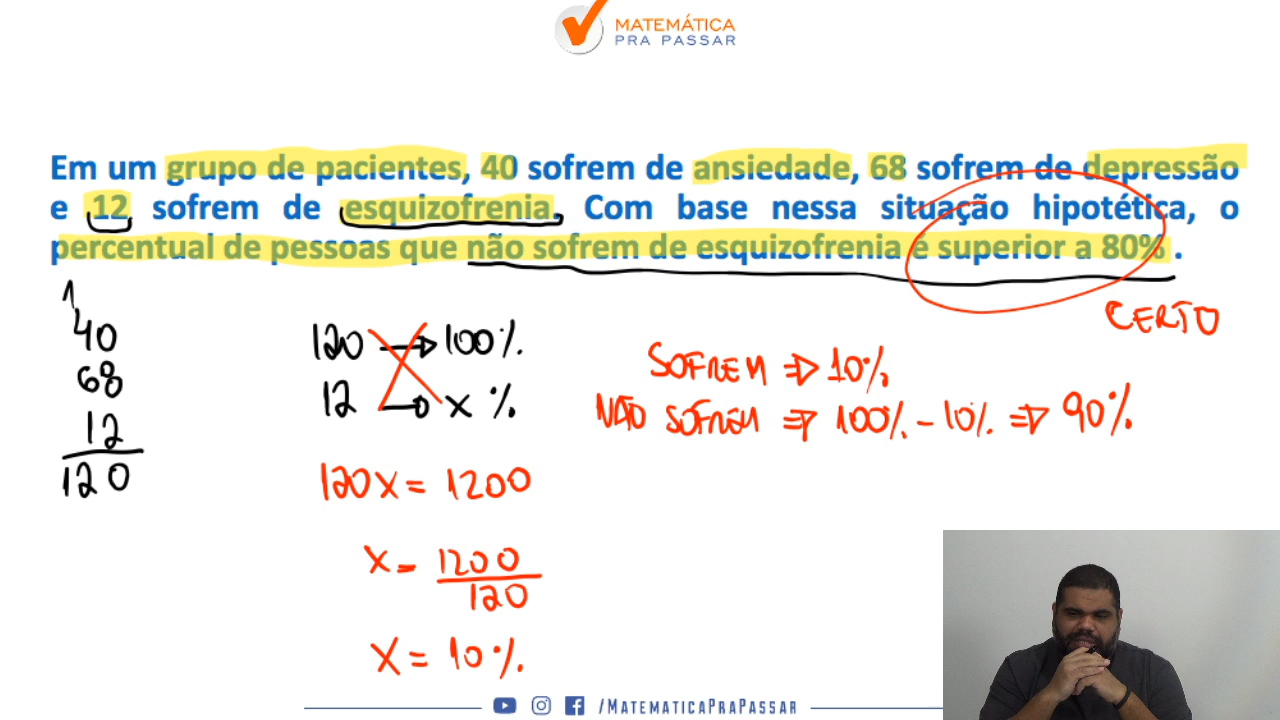 MATEMÁTICA
PRA PASSAR
Em um grupo de pacientes, 40 sofrem de ansiedade, 68 sofrem de depressão
e 12 sofrem de esquizofrenia. Com base nessa situação hipotética, o
percentual de pessoas que não sofrem de esquizofrenia é superior a 80%.
CERTO
1
40
68
12
120
120 → 100%
12 → x %
120x = 1200
x = 1200
120
x = 10%
SOFREM ⇒ 10%
NÃO SOFREM ⇒ 100% - 10% ⇒ 90%
/MATEMATICAPRAPASSAR